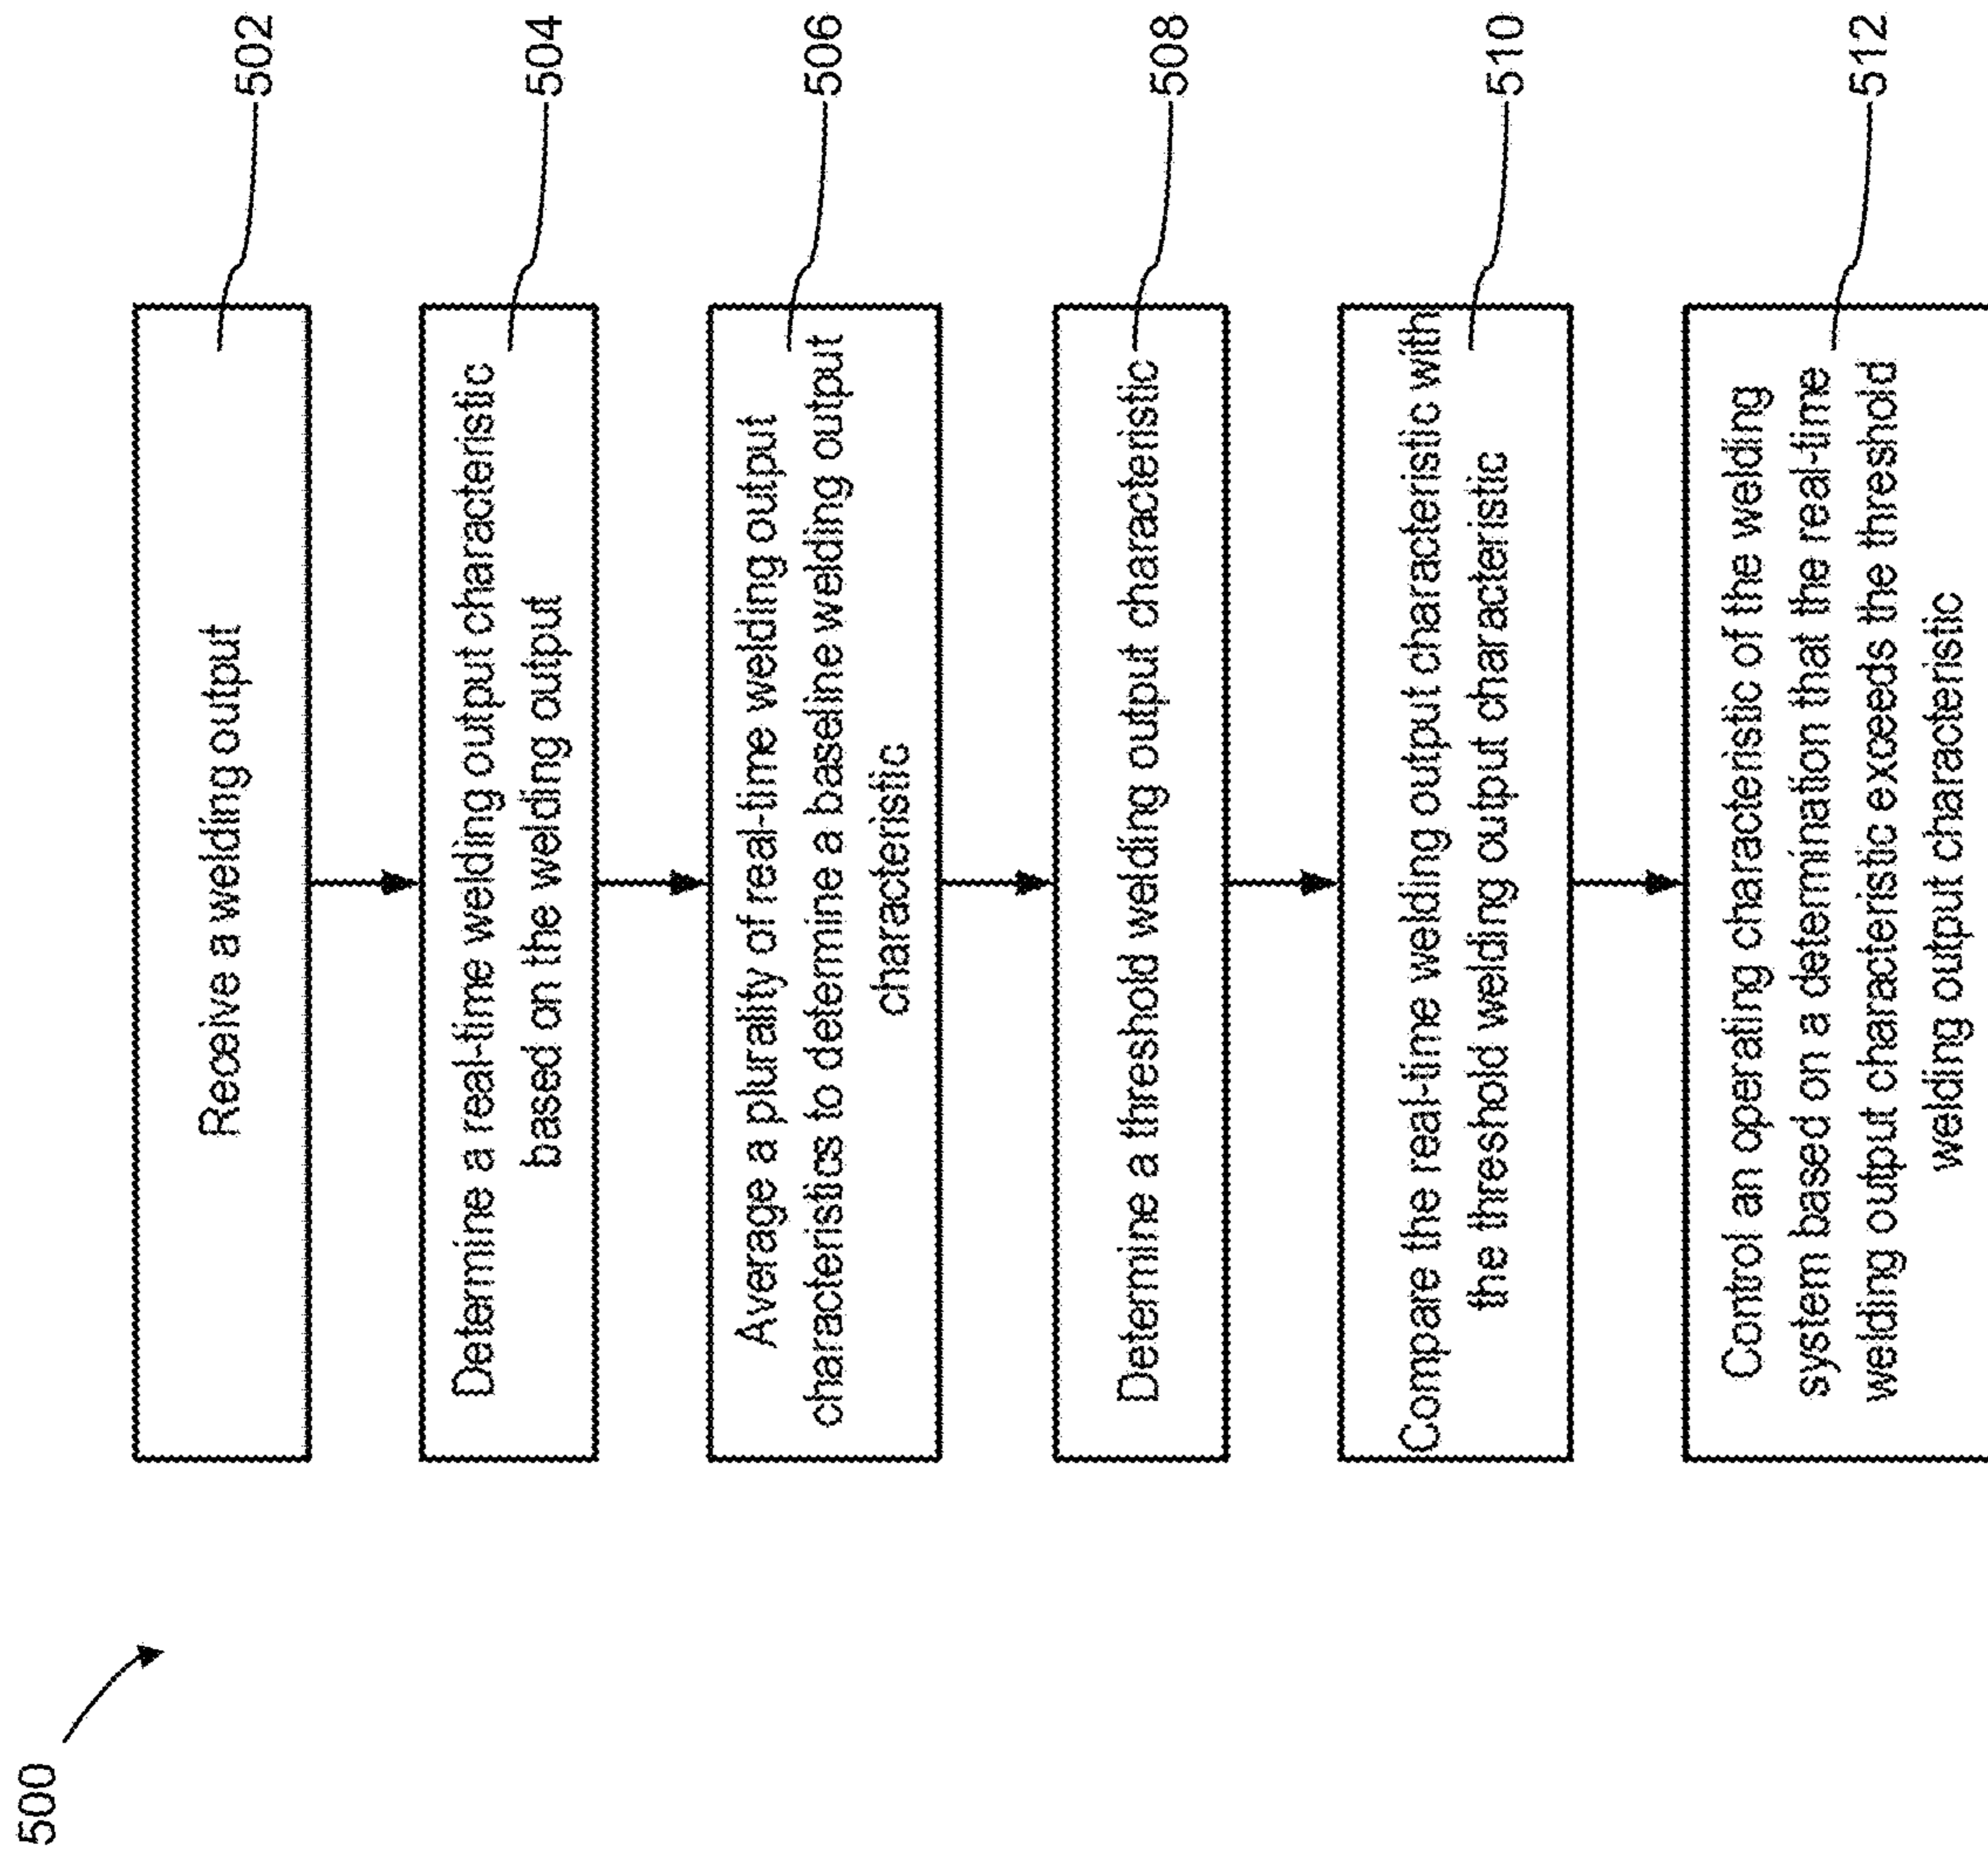 500
Receive a welding output
502
Determine a real-time welding output characteristic
based on the welding output
504
Average a plurality of real-time welding output
characteristics to determine a baseline welding output
characteristic
506
Determine a threshold welding output characteristic
508
Compare the real-time welding output characteristic with
the threshold welding output characteristic
510
Control an operating characteristic of the welding
system based on a determination that the real-time
welding output characteristic exceeds the threshold
welding output characteristic
512